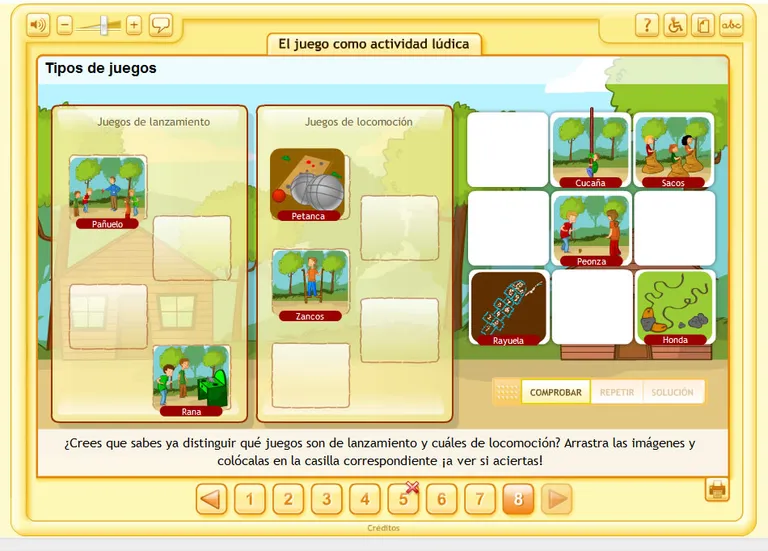 El juego como actividad lúdica
? abc
Tipos de juegos
Juegos de lanzamiento
Juegos de locomoción
Pañuelo
Petanca
Cucaña
Sacos
Zancos
Peonza
Rana
Rayuela
Honda
COMPROBAR REPETIR SOLUCIÓN
¿Crees que sabes ya distinguir qué juegos son de lanzamiento y cuáles de locomoción? Arrastra las imágenes y
colócalas en la casilla correspondiente ¡a ver si aciertas!
1 2 3 4 5 6 7 8
Créditos